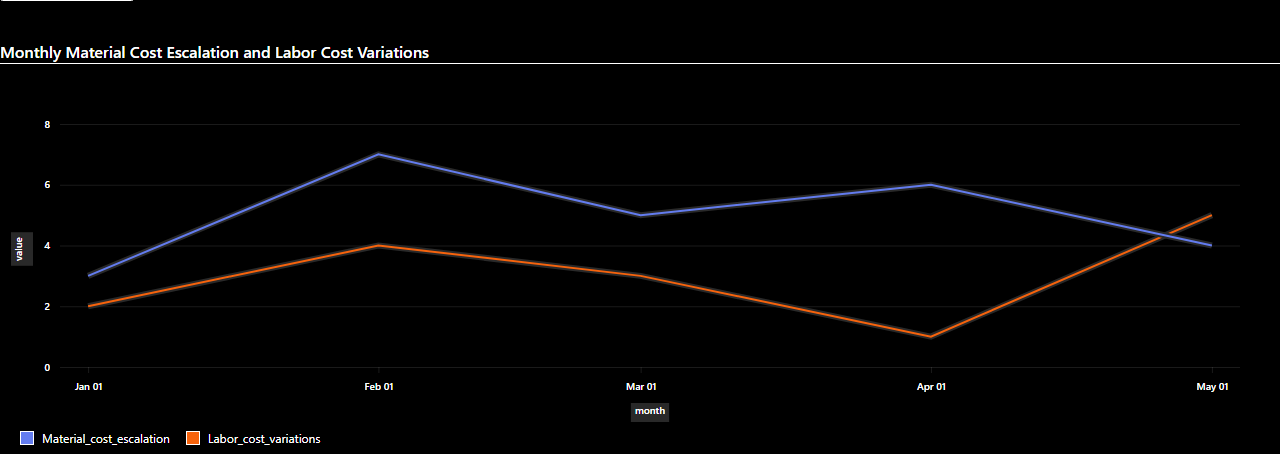 Monthly Material Cost Escalation and Labor Cost Variations
8
6
4
2
0
value
Jan 01 Feb 01 Mar 01 Apr 01 May 01
month
Material_cost_escalation Labor_cost_variations